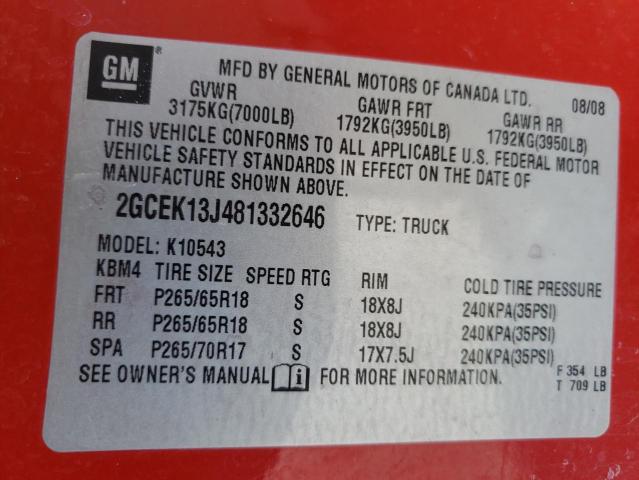 GM ®
MFD BY GENERAL MOTORS OF CANADA LTD. 08/08
GVWR GAWR FRT GAWR RR
3175KG(7000LB) 1792KG(3950LB) 1792KG(3950LB)
THIS VEHICLE CONFORMS TO ALL APPLICABLE U.S. FEDERAL MOTOR
VEHICLE SAFETY STANDARDS IN EFFECT ON THE DATE OF
MANUFACTURE SHOWN ABOVE.
2GCEK13J481332646 TYPE: TRUCK
MODEL: K10543
KBM4 TIRE SIZE SPEED RTG RIM COLD TIRE PRESSURE
FRT P265/65R18 S 18X8J 240KPA(35PSI)
RR P265/65R18 S 18X8J 240KPA(35PSI)
SPA P265/70R17 S 17X7.5J 240KPA(35PSI)
SEE OWNER'S MANUAL i FOR MORE INFORMATION.
F 354 LB
T 709 LB